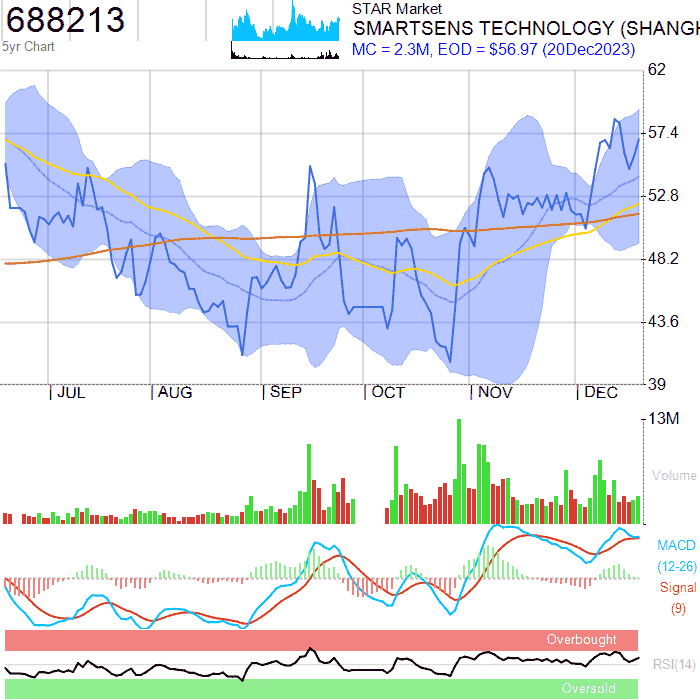 688213
5yr Chart
STAR Market
SMARTSENS TECHNOLOGY (SHANGH
MC = 2.3M, EOD = $56.97 (20Dec2023)
62
57.4
52.8
48.2
43.6
39
JUL AUG SEP OCT NOV DEC
13M
Volume
MACD
(12-26)
Signal
(9)
Overbought
RSI(14)
Oversold